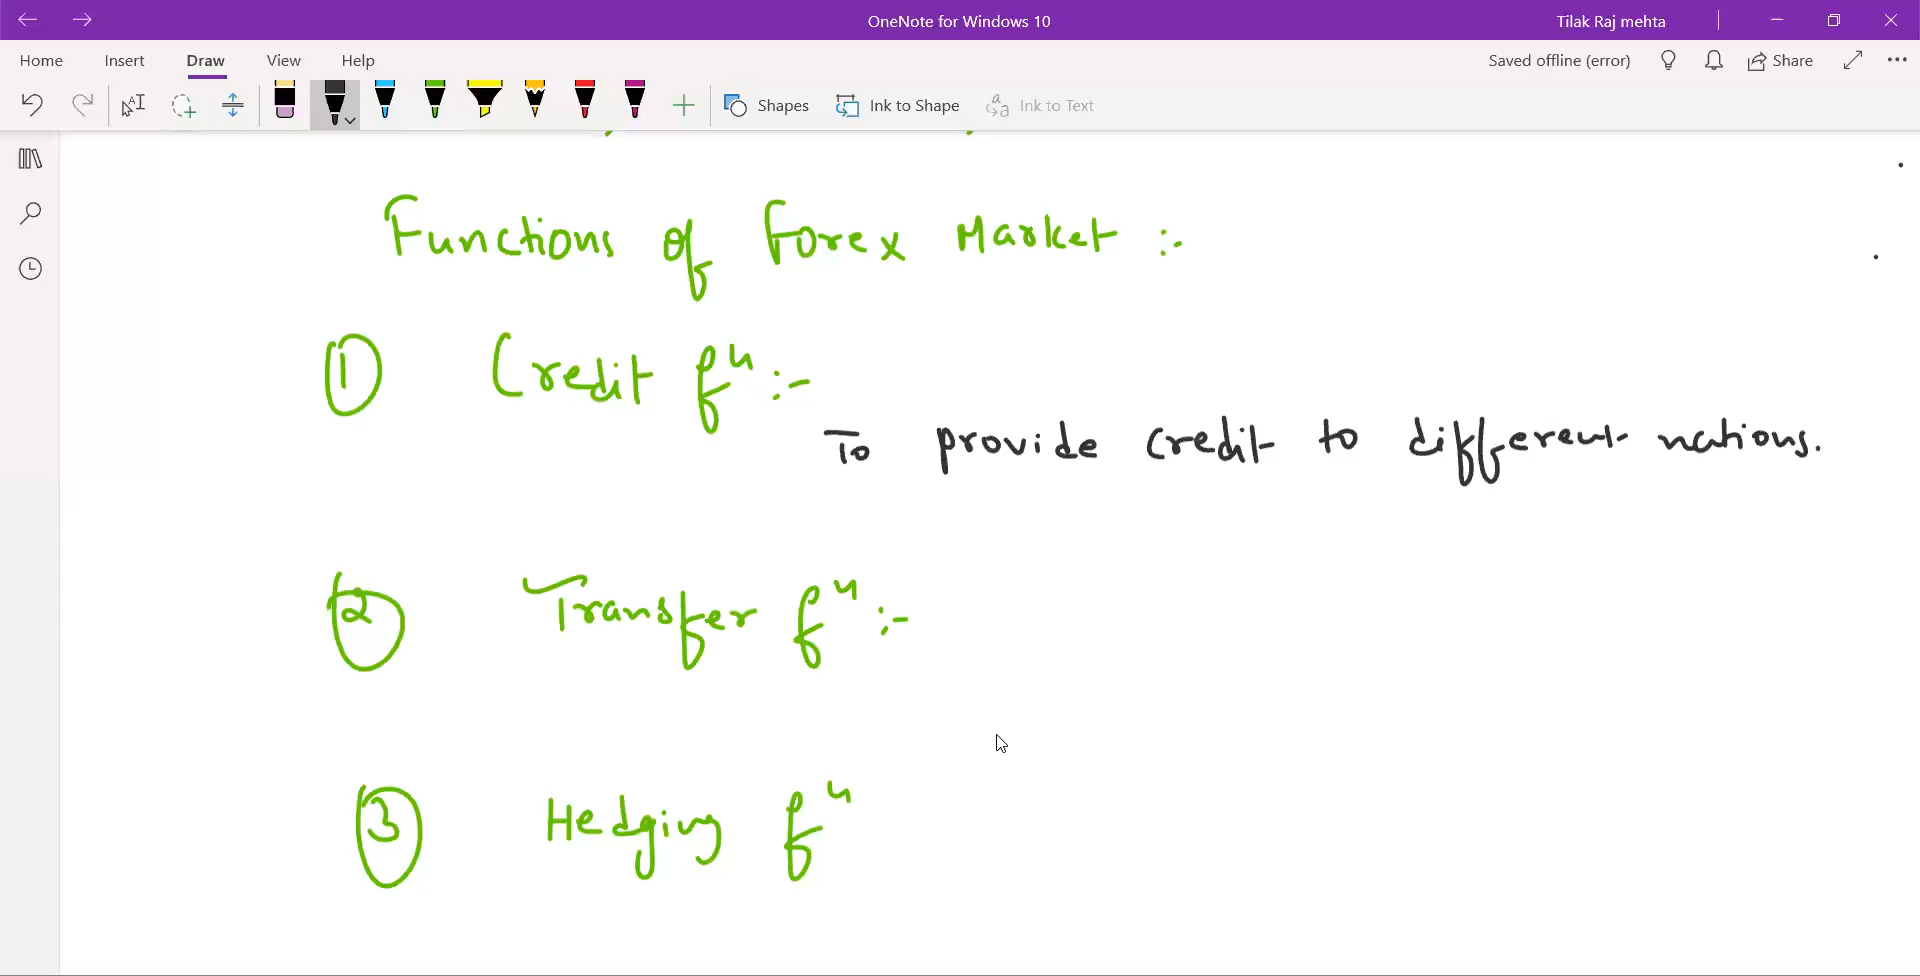 OneNote for Windows 10
Tilak Raj mehta
Home Insert Draw View Help
Saved offline (error) Share
Shapes Ink to Shape Ink to Text
Functions of Forex Market :-
1 Credit fⁿ :-
To provide credit to different nations.
2 Transfer fⁿ :-
3 Hedging fⁿ